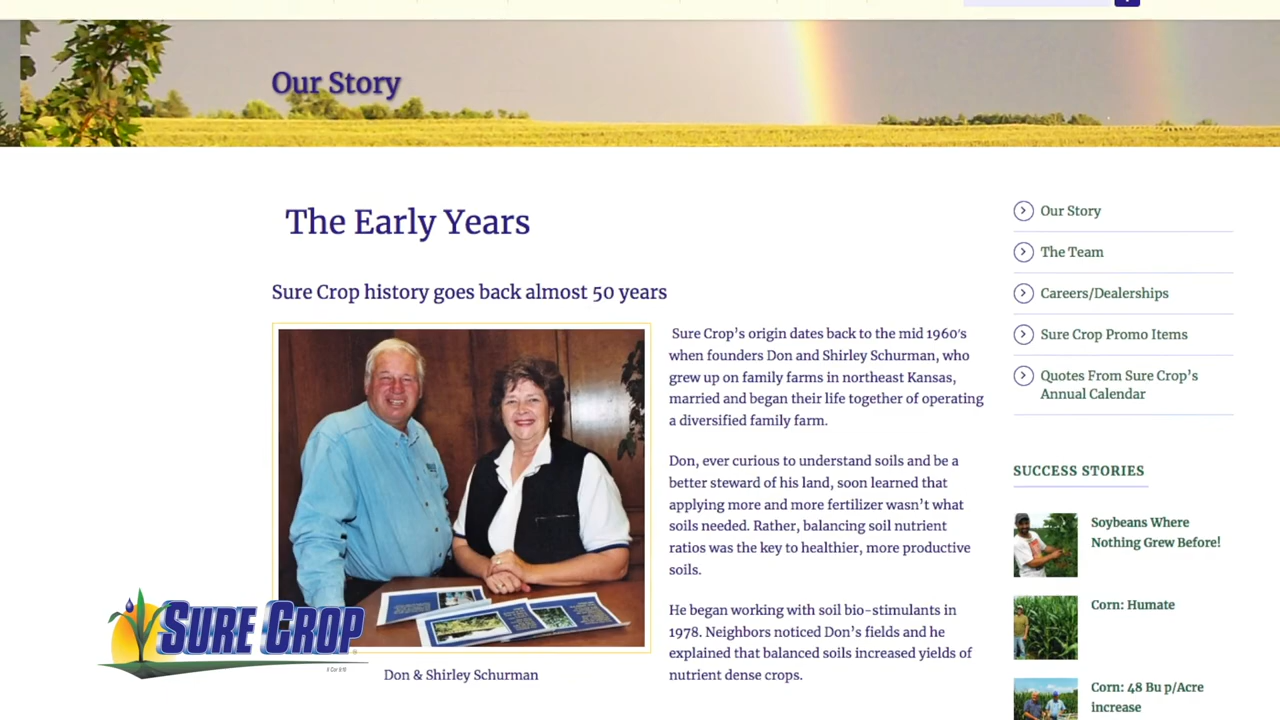 Our Story
The Early Years
Sure Crop history goes back almost 50 years
Sure Crop’s origin dates back to the mid 1960′s
when founders Don and Shirley Schurman, who
grew up on family farms in northeast Kansas,
married and began their life together of operating
a diversified family farm.
Don, ever curious to understand soils and be a
better steward of his land, soon learned that
applying more and more fertilizer wasn’t what
soils needed. Rather, balancing soil nutrient
ratios was the key to healthier, more productive
soils.
He began working with soil bio-stimulants in
1978. Neighbors noticed Don’s fields and he
explained that balanced soils increased yields of
nutrient dense crops.
Don & Shirley Schurman
SURE CROP
Our Story
The Team
Careers/Dealerships
Sure Crop Promo Items
Quotes From Sure Crop’s
Annual Calendar
SUCCESS STORIES
Soybeans Where
Nothing Grew Before!
Corn: Humate
Corn: 48 Bu p/Acre
increase